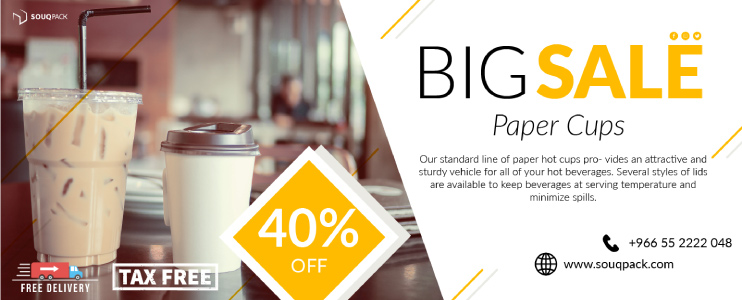 SOUQPACK
BIG SALE
Paper Cups
Our standard line of paper hot cups pro- vides an attractive and
sturdy vehicle for all of your hot beverages. Several styles of lids
are available to keep beverages at serving temperature and
minimize spills.
40%
OFF
+966 55 2222 048
www.souqpack.com
FREE DELIVERY
TAX FREE